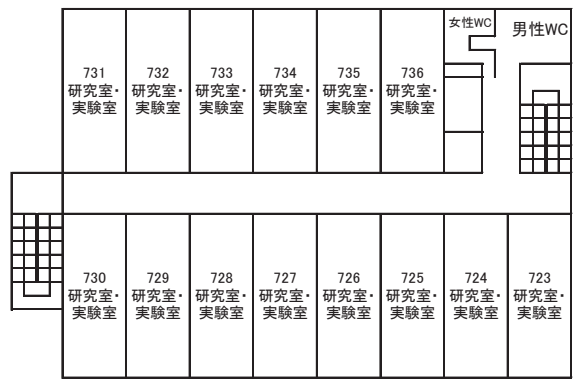 女性WC
男性WC
731
研究室・
実験室
732
研究室・
実験室
733
研究室・
実験室
734
研究室・
実験室
735
研究室・
実験室
736
研究室・
実験室
730
研究室・
実験室
729
研究室・
実験室
728
研究室・
実験室
727
研究室・
実験室
726
研究室・
実験室
725
研究室・
実験室
724
研究室・
実験室
723
研究室・
実験室